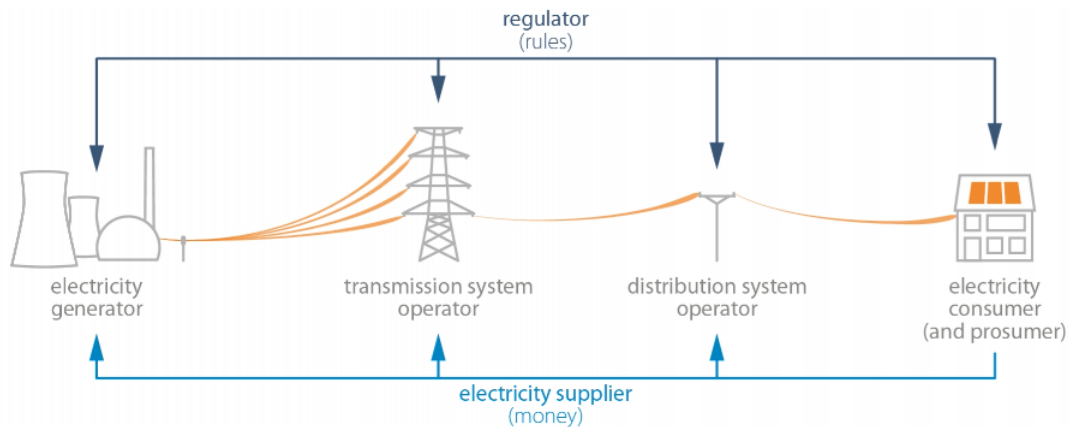 regulator
(rules)
electricity
generator
transmission system
operator
distribution system
operator
electricity
consumer
(and prosumer)
electricity supplier
(money)